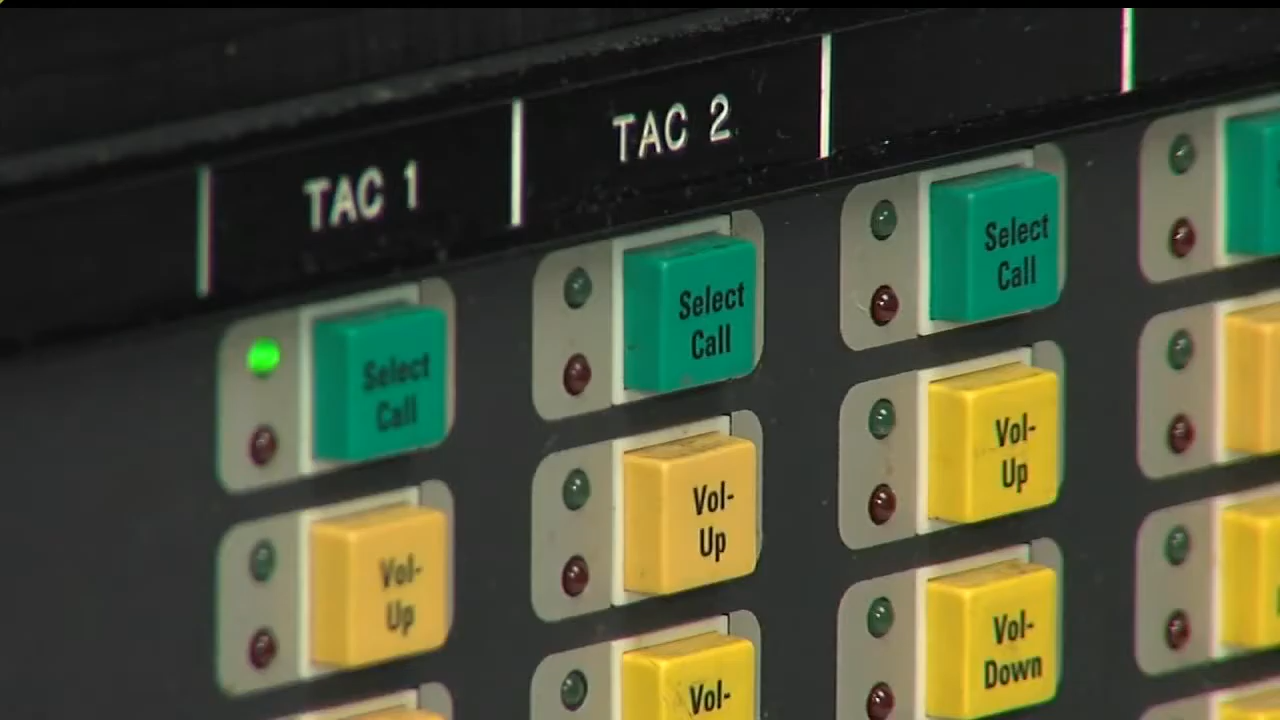 TAC 1
TAC 2
Select
Call
Select
Call
Select
Call
Vol-
Up
Vol-
Up
Vol-
Up
Vol-
Vol-
Down